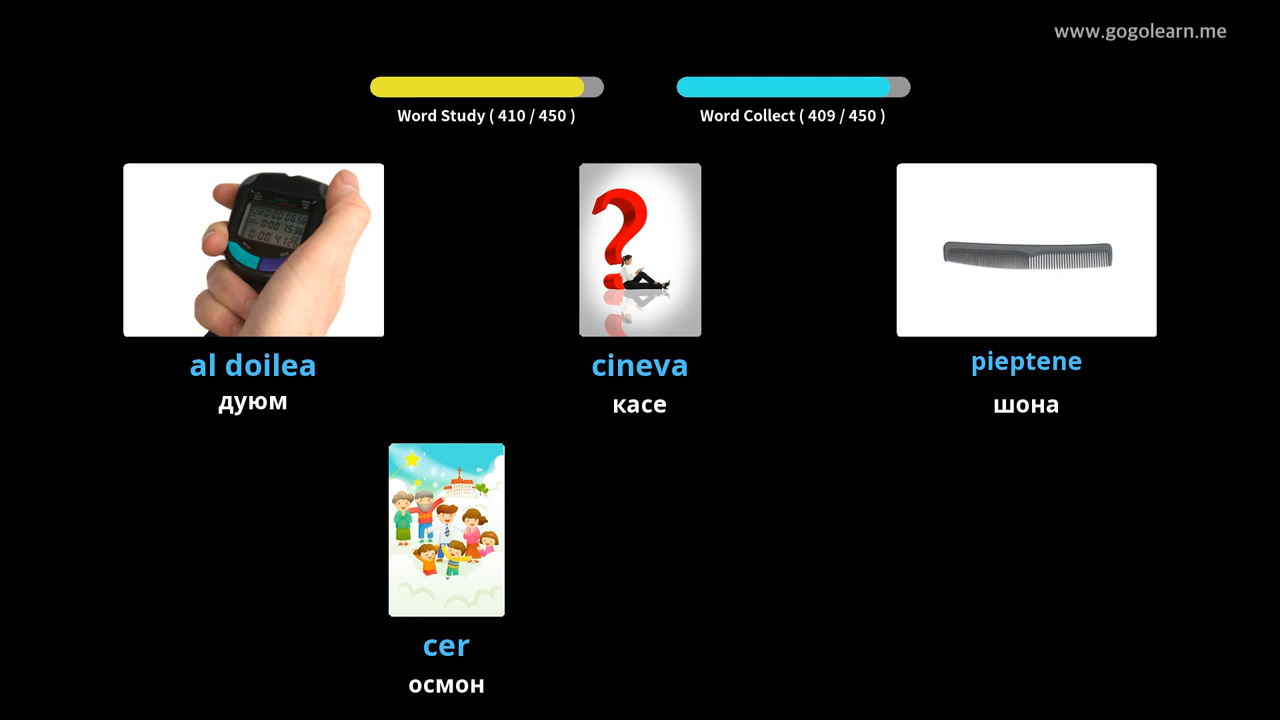 www.gogolearn.me
Word Study ( 410 / 450 )
Word Collect ( 409 / 450 )
al doilea
дуюм
cineva
касе
pieptene
шона
cer
осмон